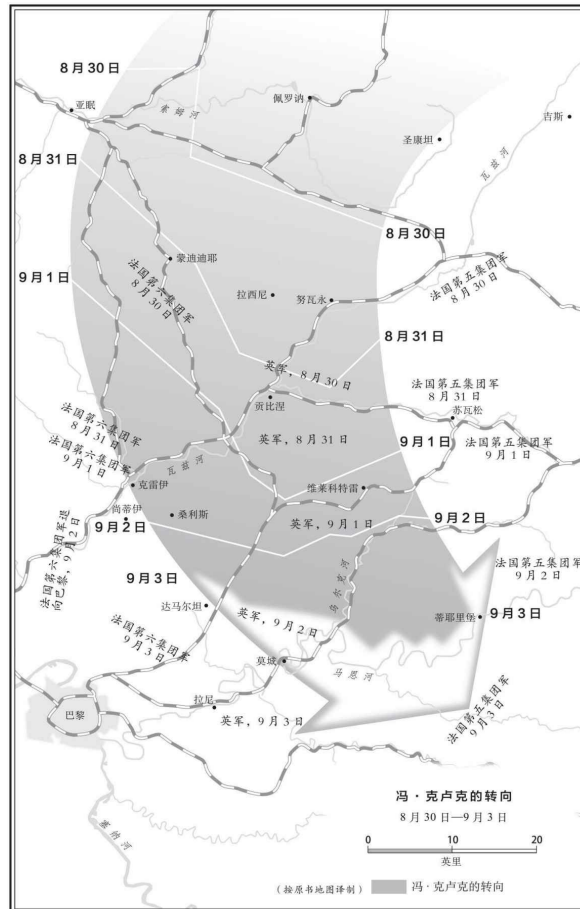 8月30日
佩罗讷
亚眠
索姆河
圣康坦
吉斯
瓦兹河
8月31日
8月30日
蒙迪迪耶
9月1日
法国第六集团军
8月30日
拉西尼
努瓦永
法国第五集团军
8月30日
8月31日
英军，8月30日
贡比涅
法国第五集团军
8月31日
苏瓦松
法国第六集团军
8月31日
英军，8月31日
9月1日
法国第五集团军
9月1日
法国第六集团军
9月1日
瓦兹河
克雷伊
维莱科特雷
尚蒂伊
桑利斯
9月2日
英军，9月1日
9月2日
法国第六集团军退
向巴黎，9月2日
法国第五集团军
9月2日
9月3日
乌尔克河
达马尔坦
英军，9月2日
蒂耶里堡
9月3日
法国第六集团军
9月3日
莫城
马恩河
拉尼
巴黎
英军，9月3日
法国第五集团军
9月3日
塞纳河
冯·克卢克的转向
8月30日—9月3日
0 10 20
英里
（按原书地图译制） 冯·克卢克的转向